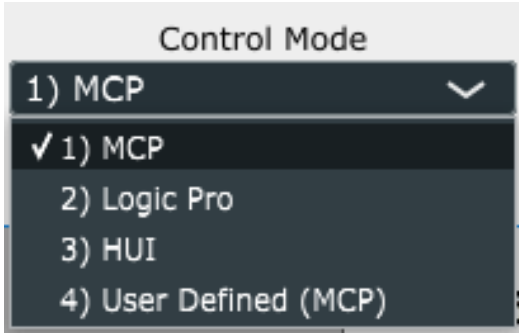 Control Mode
1) MCP
✓ 1) MCP
2) Logic Pro
3) HUI
4) User Defined (MCP)